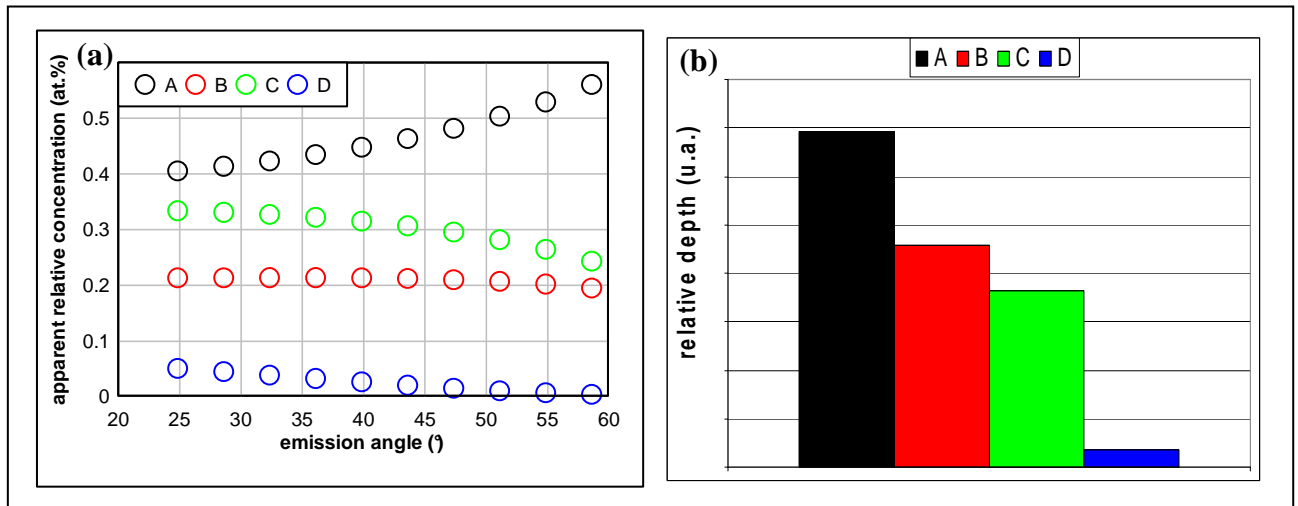 (a)
A B C D
apparent relative concentration (at.%)
0.5
0.4
0.3
0.2
0.1
0
20 25 30 35 40 45 50 55 60
emission angle (°)
(b)
A B C D
relative depth (u.a.)